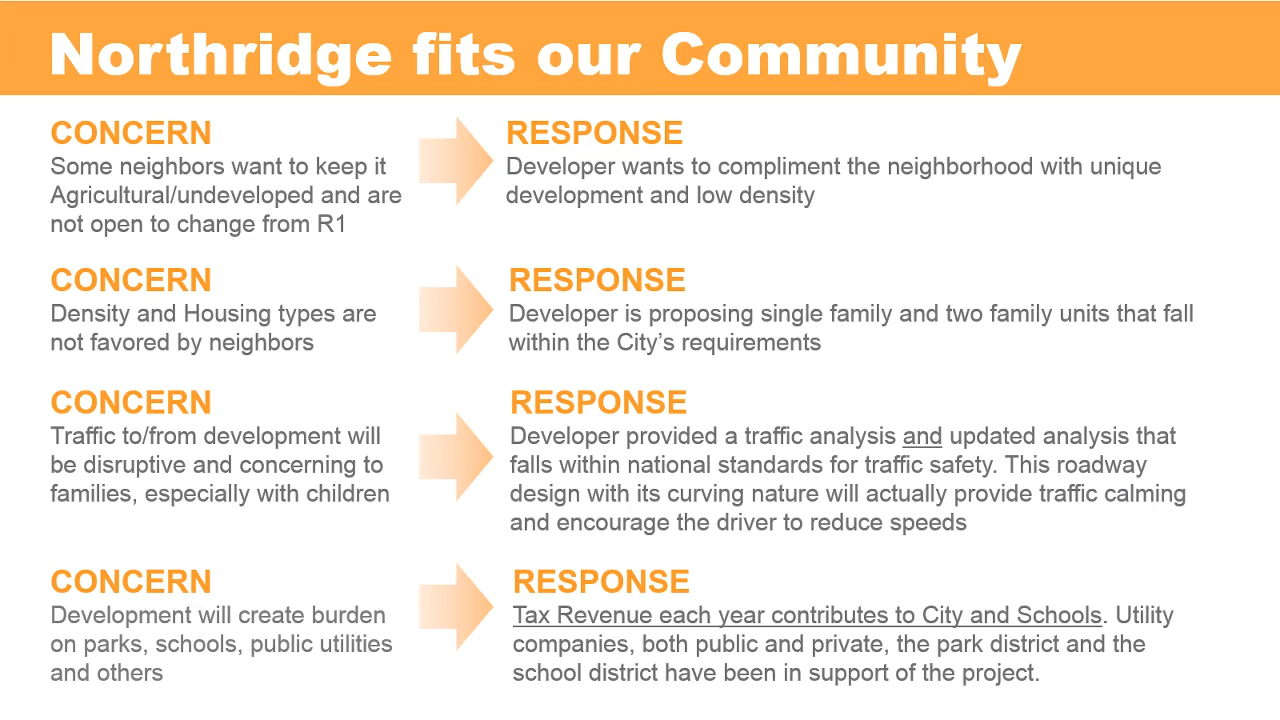 Northridge fits our Community
CONCERN
Some neighbors want to keep it
Agricultural/undeveloped and are
not open to change from R1
RESPONSE
Developer wants to compliment the neighborhood with unique
development and low density
CONCERN
Density and Housing types are
not favored by neighbors
RESPONSE
Developer is proposing single family and two family units that fall
within the City's requirements
CONCERN
Traffic to/from development will
be disruptive and concerning to
families, especially with children
RESPONSE
Developer provided a traffic analysis and updated analysis that
falls within national standards for traffic safety. This roadway
design with its curving nature will actually provide traffic calming
and encourage the driver to reduce speeds
CONCERN
Development will create burden
on parks, schools, public utilities
and others
RESPONSE
Tax Revenue each year contributes to City and Schools. Utility
companies, both public and private, the park district and the
school district have been in support of the project.